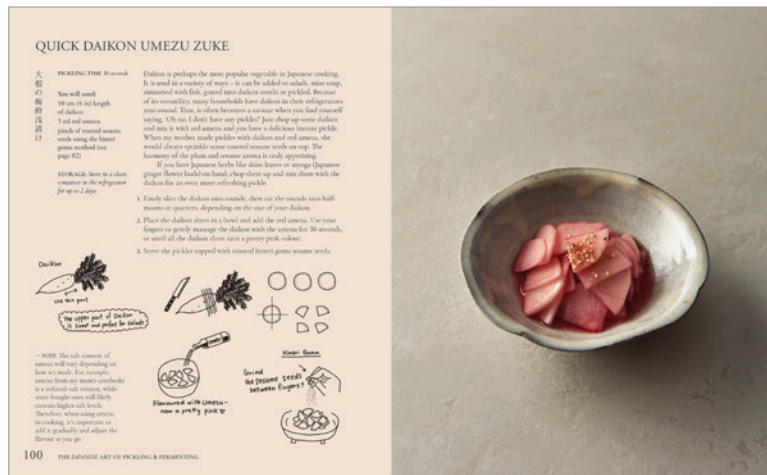 QUICK DAIKON UMEZU ZUKE
大根の梅酢浅漬け
PICKLING TIME 30 seconds
You will need:
10 cm (4 in) length
of daikon
5 ml red umezu
pinch of toasted sesame
seeds using the hineri
goma method (see
page 82)
STORAGE: Store in a clean
container in the refrigerator
for up to 2 days.
Daikon is perhaps the most popular vegetable in Japanese cooking.
It is used in a variety of ways – it can be added to salads, miso soup,
simmered with fish, grated into daikon oroshi or pickled. Because
of its versatility, many households have daikon in their refrigerators
year-round. Thus, it often becomes a saviour when you find yourself
saying, 'Oh no I don't have any pickles!' Just chop up some daikon
and mix it with red umezu and you have a delicious instant pickle.
When my mother made pickles with daikon and red umezu, she
would always sprinkle some toasted sesame seeds on top. The
harmony of the plum and sesame aroma is truly appetising.
If you have Japanese herbs like shiso leaves or myoga (Japanese
ginger flower buds) on hand, chop them up and mix them with the
daikon for an even more refreshing pickle.
1. Finely slice the daikon into rounds, then cut the rounds into half-
moons or quarters, depending on the size of your daikon.
2. Place the daikon slices in a bowl and add the red umezu. Use your
fingers to gently massage the daikon with the umezu for 30 seconds,
or until all the daikon slices turn a pretty pink colour.
3. Serve the pickles topped with toasted hineri goma sesame seeds.
Daikon
use this part
The upper part of Daikon
is sweet and perfect for salads!
Flavoured with Umezu-
Now a pretty pink
Hineri Goma
Grind
the sesame seeds
between fingers!
— NOTE: The salt content of
umezu will vary depending on
how it's made. For example,
umezu from my mum's umeboshi
is a reduced-salt version, while
store-bought ones will likely
contain higher salt levels.
Therefore, when using umezu
in cooking, it's important to
add it gradually and adjust the
flavour as you go.
100 THE JAPANESE ART OF PICKLING & FERMENTING